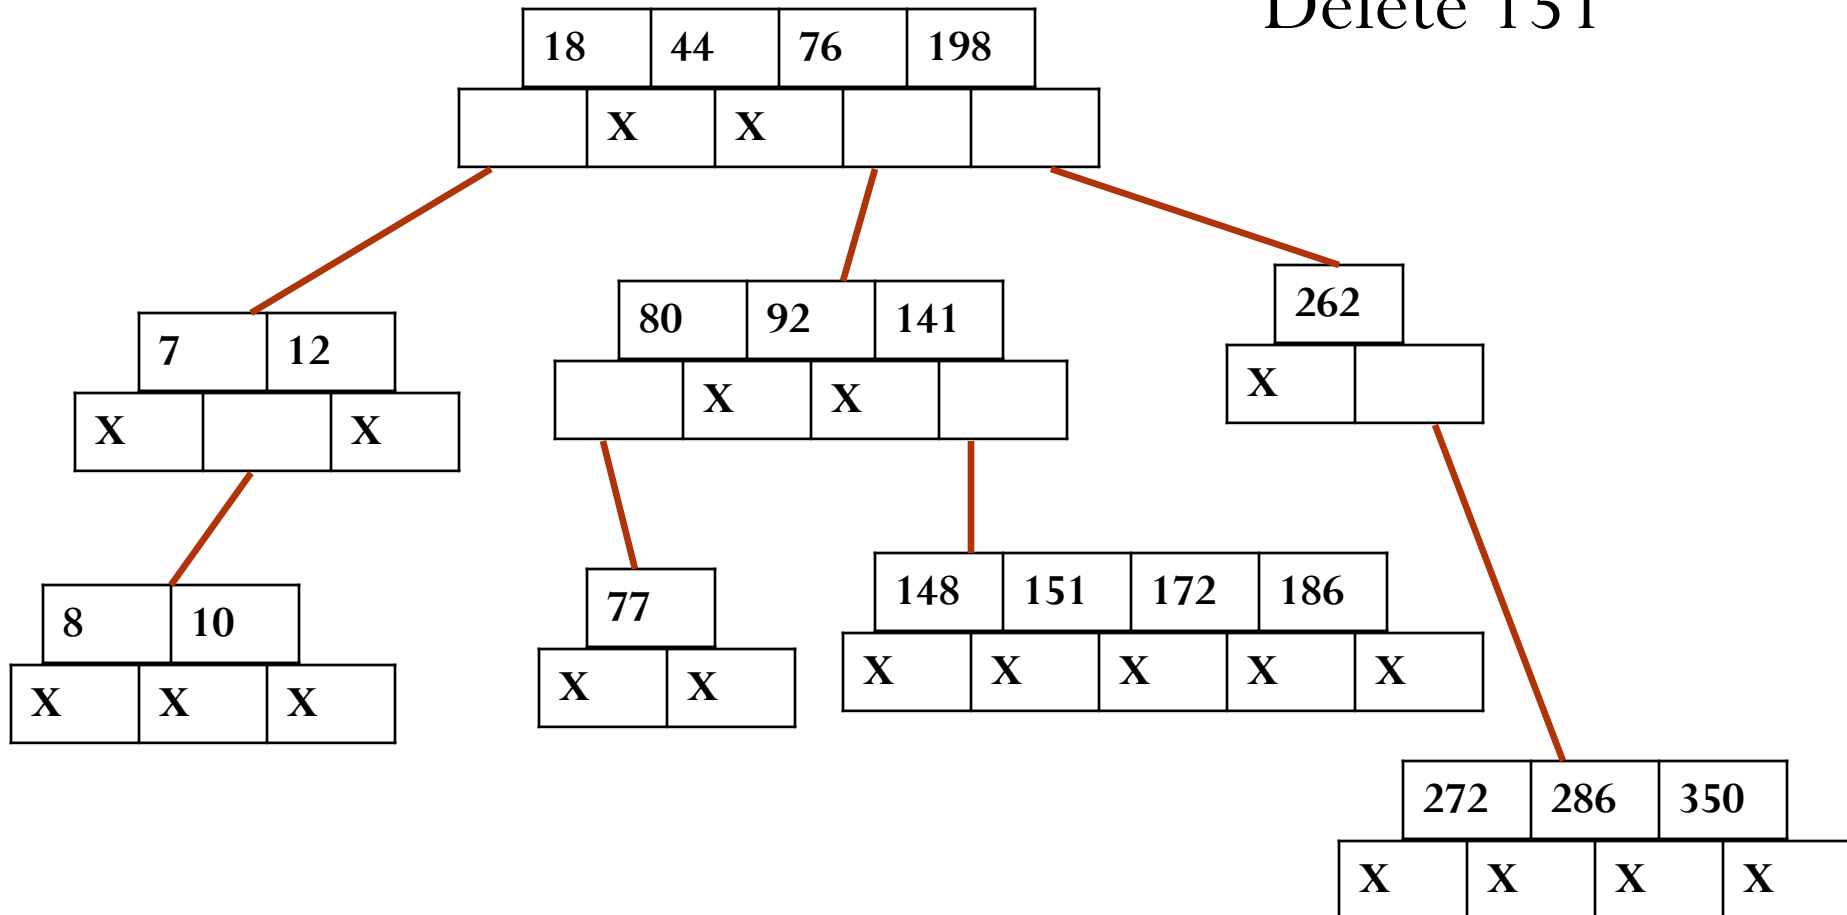 Delete 151
18 44 76 198
X X
7 12
X X
80 92 141
X X
262
X
8 10
X X X
77
X X
148 151 172 186
X X X X X
272 286 350
X X X X